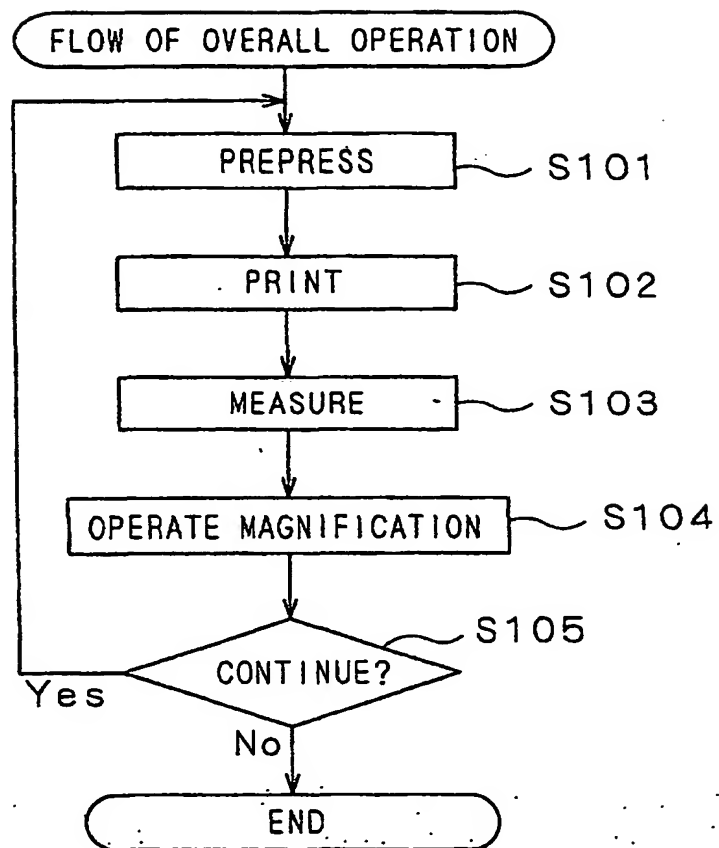 FLOW OF OVERALL OPERATION
PREPRESS
S101
PRINT
S102
MEASURE
S103
OPERATE MAGNIFICATION
S104
S105
CONTINUE?
Yes
No
END